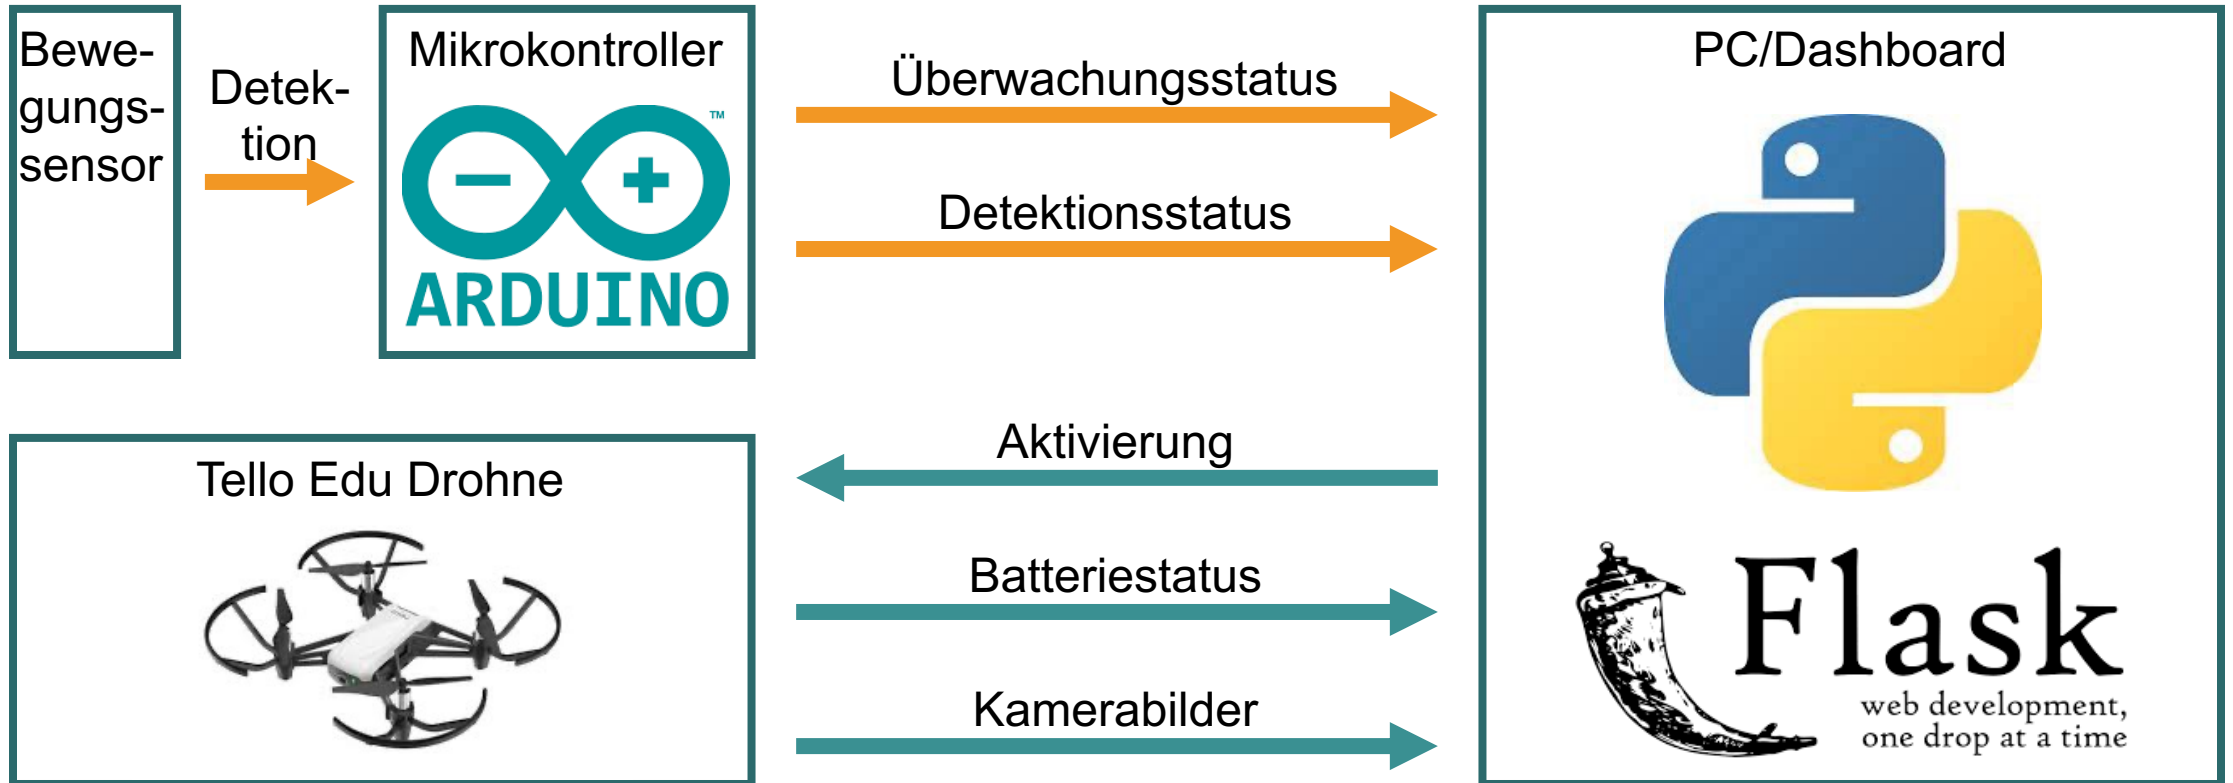 Bewe-
gungs-
sensor
Detek-
tion
Mikrokontroller
™
ARDUINO
Überwachungsstatus
Detektionsstatus
PC/Dashboard
Aktivierung
Tello Edu Drohne
Batteriestatus
Kamerabilder
Flask
web development,
one drop at a time